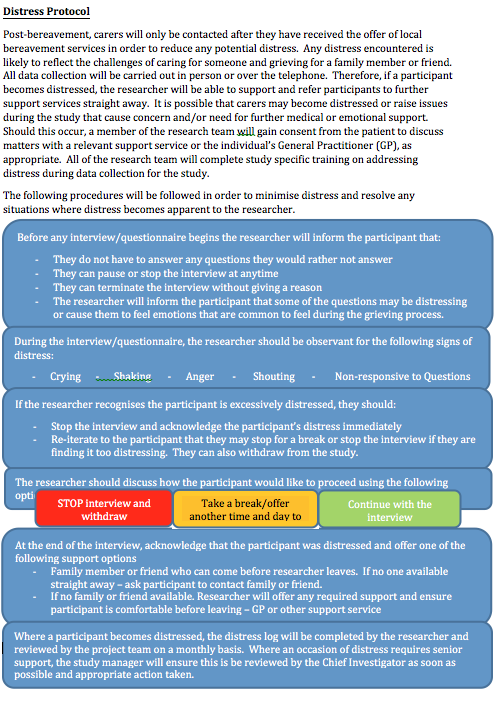 Distress Protocol
Post-bereavement, carers will only be contacted after they have received the offer of local
bereavement services in order to reduce any potential distress.  Any distress encountered is
likely to reflect the challenges of caring for someone and grieving for a family member or friend.
All data collection will be carried out in person or over the telephone.  Therefore, if a participant
becomes distressed, the researcher will be able to support and refer participants to further
support services straight away.  It is possible that carers may become distressed or raise issues
during the study that cause concern and/or need for further medical or emotional support.
Should this occur, a member of the research team will gain consent from the patient to discuss
matters with a relevant support service or the individual's General Practitioner (GP), as
appropriate.  All of the research team will complete study specific training on addressing
distress during data collection for the study.
The following procedures will be followed in order to minimise distress and resolve any
situations where distress becomes apparent to the researcher.
Before any interview/questionnaire begins the researcher will inform the participant that:
- They do not have to answer any questions they would rather not answer
- They can pause or stop the interview at anytime
- They can terminate the interview without giving a reason
- The researcher will inform the participant that some of the questions may be distressing
or cause them to feel emotions that are common to feel during the grieving process.
During the interview/questionnaire, the researcher should be observant for the following signs of
distress:
- Crying - Shaking - Anger - Shouting - Non-responsive to Questions
If the researcher recognises the participant is excessively distressed, they should:
- Stop the interview and acknowledge the participant's distress immediately
- Re-iterate to the participant that they may stop for a break or stop the interview if they are
finding it too distressing.  They can also withdraw from the study.
The researcher should discuss how the participant would like to proceed using the following
opti
STOP interview and
withdraw
Take a break/offer
another time and day to
Continue with the
interview
At the end of the interview, acknowledge that the participant was distressed and offer one of the
following support options
- Family member or friend who can come before researcher leaves.  If no one available
straight away – ask participant to contact family or friend.
- If no family or friend available. Researcher will offer any required support and ensure
participant is comfortable before leaving – GP or other support service
Where a participant becomes distressed, the distress log will be completed by the researcher and
reviewed by the project team on a monthly basis.  Where an occasion of distress requires senior
support, the study manager will ensure this is reviewed by the Chief Investigator as soon as
possible and appropriate action taken.